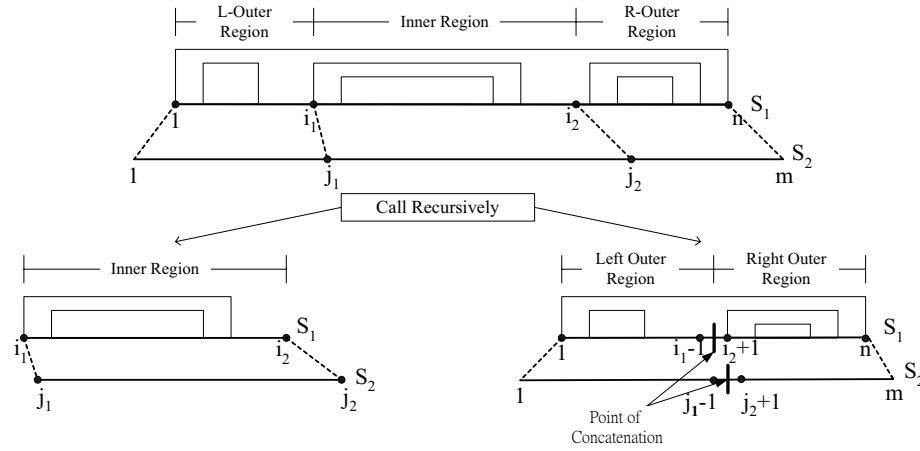 L-Outer
Region
Inner Region
R-Outer
Region
1 i1 i2 n S1
1 j1 j2 m S2
Call Recursively
Inner Region
i1 i2 S1
j1 j2 S2
Left Outer
Region
Right Outer
Region
1 i1-1 i2+1 n S1
1 j1-1 j2+1 m S2
Point of
Concatenation